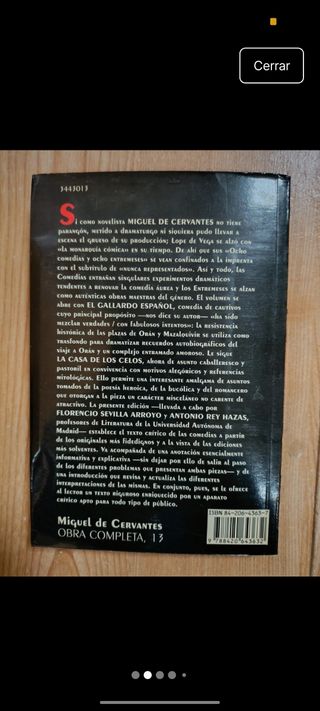 Cerrar
3443013
SI COMO NOVELISTA MIGUEL DE CERVANTES NO TIENE
PARANGÓN, METIDO A DRAMATURGO NI SIQUIERA PUDO LLEVAR A
ESCENA EL GRUESO DE SU PRODUCCIÓN; LOPE DE VEGA SE ALZÓ CON
«LA MONARQUÍA CÓMICA» EN SU TIEMPO. DE AHÍ QUE SUS «OCHO
COMEDIAS Y OCHO ENTREMESES» SE VEAN CONFINADOS A LA IMPRENTA
CON EL SUBTÍTULO DE «NUNCA REPRESENTADOS». ASÍ Y TODO, LAS
COMEDIAS ENTRAÑAN SINGULARES EXPERIMENTOS DRAMÁTICOS
TENDENTES A RENOVAR LA COMEDIA ÁUREA Y LOS ENTREMESES SE ALZAN
COMO AUTÉNTICAS OBRAS MAESTRAS DEL GÉNERO. EL VOLUMEN SE
ABRE CON EL GALLARDO ESPAÑOL, COMEDIA DE CAUTIVOS
CUYO PRINCIPAL PROPÓSITO —NOS DICE SU AUTOR— «HA SIDO
MEZCLAR VERDADES / CON FABULOSOS INTENTOS»: LA RESISTENCIA
HISTÓRICA DE LAS PLAZAS DE ORÁN Y MAZALQUIVIR SE UTILIZA COMO
TRASFONDO PARA DRAMATIZAR RECUERDOS AUTOBIOGRÁFICOS DEL
VIAJE A ORÁN Y UN COMPLEJO ENTRAMADO AMOROSO. LE SIGUE
LA CASA DE LOS CELOS, AHORA DE ASUNTO CABALLERESCO Y
PASTORIL EN CONVIVENCIA CON MOTIVOS ALEGÓRICOS Y REFERENCIAS
MITOLÓGICAS. ELLO PERMITE UNA INTERESANTE AMALGAMA DE ASUNTOS
TOMADOS DE LA POESÍA HEROICA, DE LA BUCÓLICA Y DEL ROMANCERO
QUE OTORGAN A LA PIEZA UN CARÁCTER MISCELÁNEO NO CARENTE DE
ATRACTIVO. LA PRESENTE EDICIÓN —LLEVADA A CABO POR
FLORENCIO SEVILLA ARROYO Y ANTONIO REY HAZAS,
PROFESORES DE LITERATURA DE LA UNIVERSIDAD AUTÓNOMA DE
MADRID— ESTABLECE EL TEXTO CRÍTICO DE LAS COMEDIAS A PARTIR
DE LOS ORIGINALES MÁS FIDEDIGNOS Y A LA VISTA DE LAS EDICIONES
MÁS SOLVENTES. VA ACOMPAÑADA DE UNA ANOTACIÓN ESENCIALMENTE
INFORMATIVA Y EXPLICATIVA —SIN DEJAR POR ELLO DE SALIR AL PASO
DE LOS DIFERENTES PROBLEMAS QUE PRESENTAN AMBAS PIEZAS— Y DE
UNA INTRODUCCIÓN QUE REVISA Y ACTUALIZA LAS DIFERENTES
INTERPRETACIONES DE LAS MISMAS. EN CONJUNTO, PUES, SE LE OFRECE
AL LECTOR UN TEXTO RIGUROSO ENRIQUECIDO POR UN APARATO
CRÍTICO APTO PARA TODO TIPO DE PÚBLICO.
MIGUEL DE CERVANTES
OBRA COMPLETA, 13
ISBN 84-206-4363-7
9 788420 643632